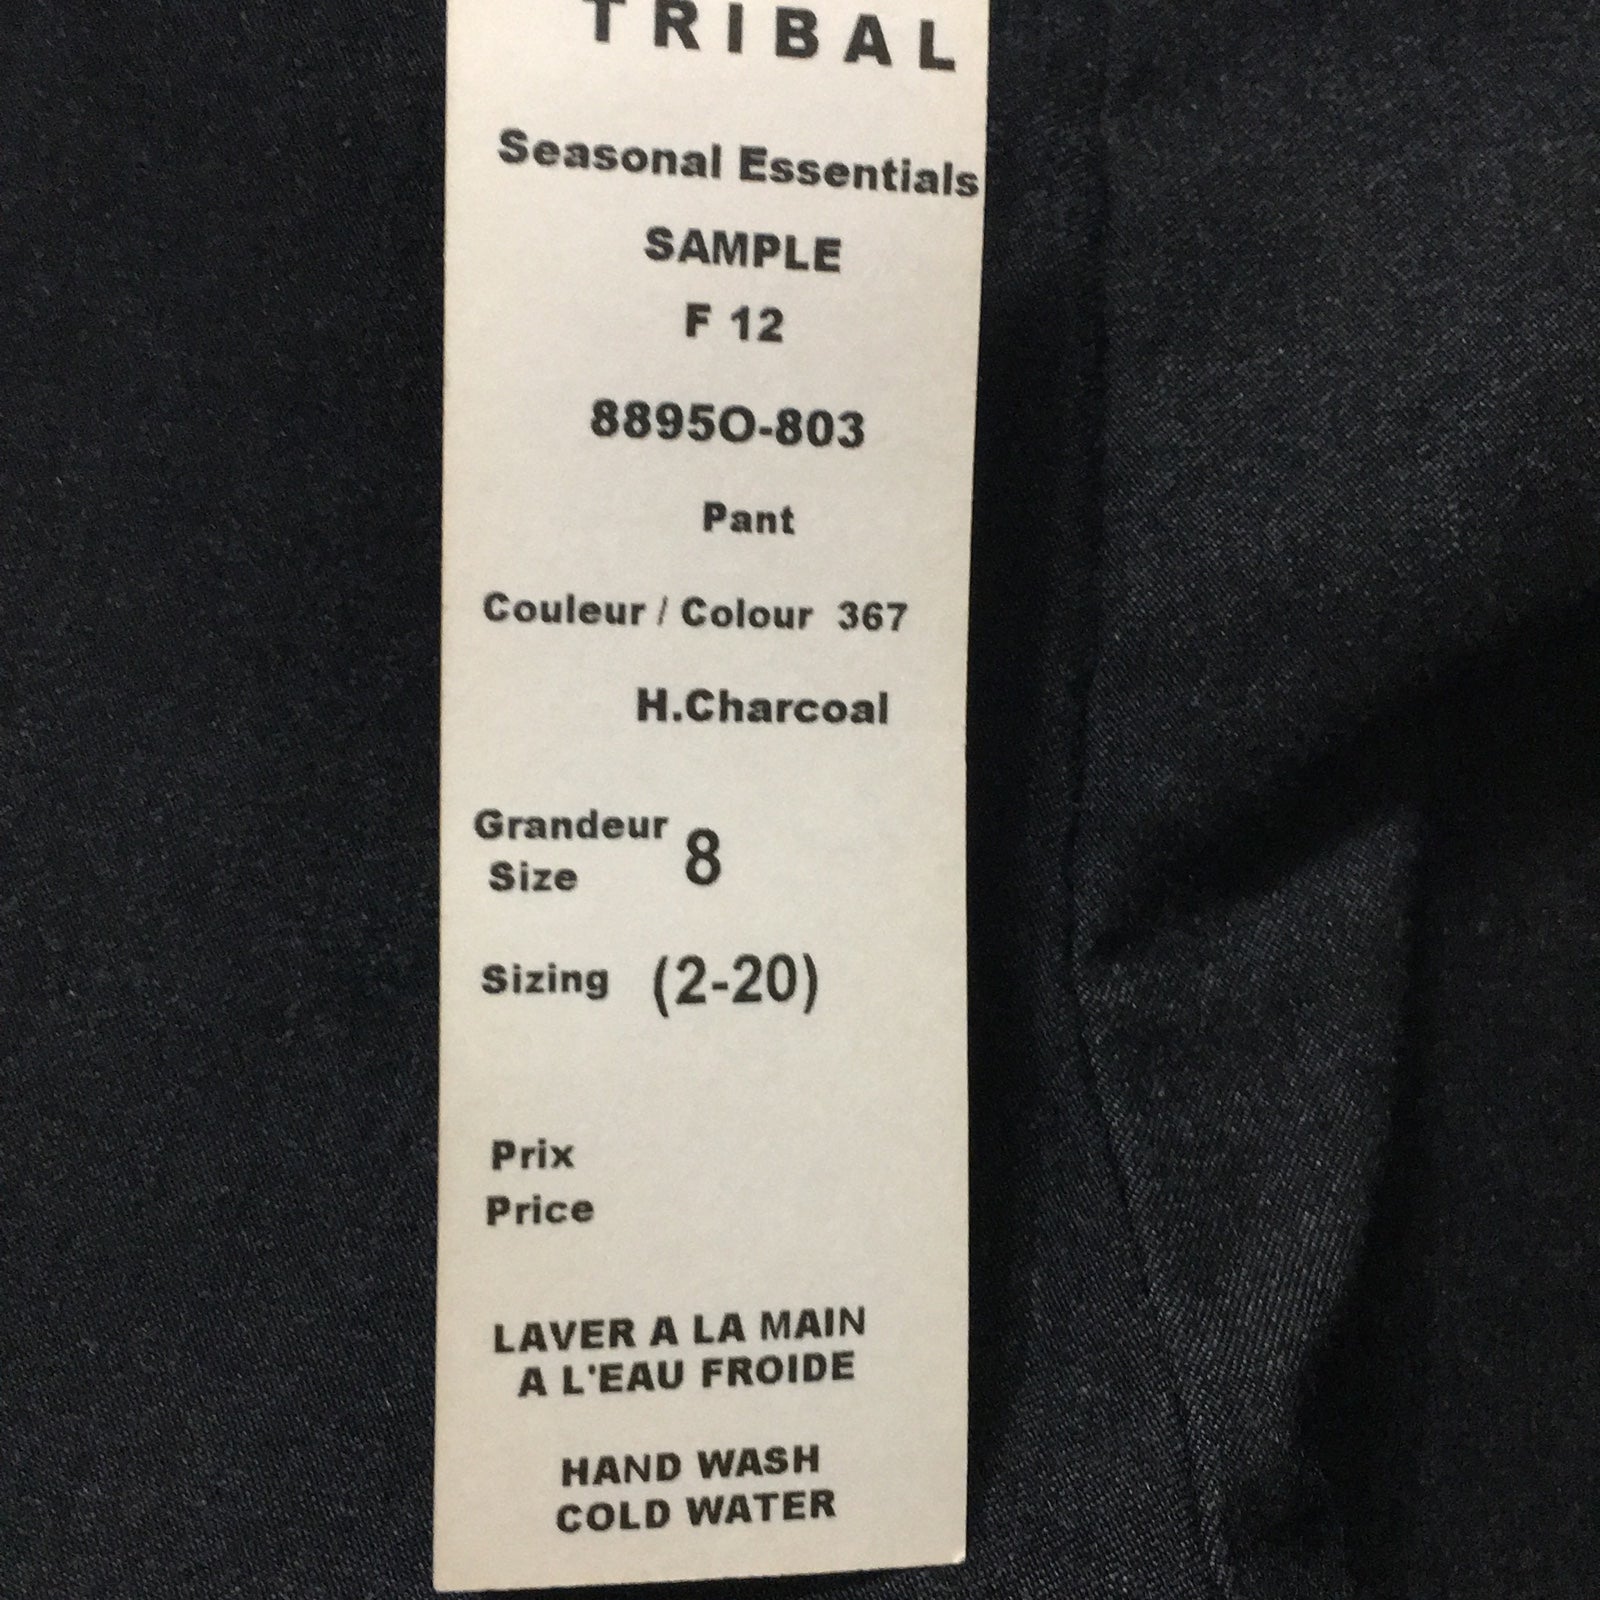 TRIBAL
Seasonal Essentials
SAMPLE
F 12
8895O-803
Pant
Couleur / Colour 367
H.Charcoal
Grandeur
Size 8
Sizing (2-20)
Prix
Price
LAVER A LA MAIN
A L'EAU FROIDE
HAND WASH
COLD WATER